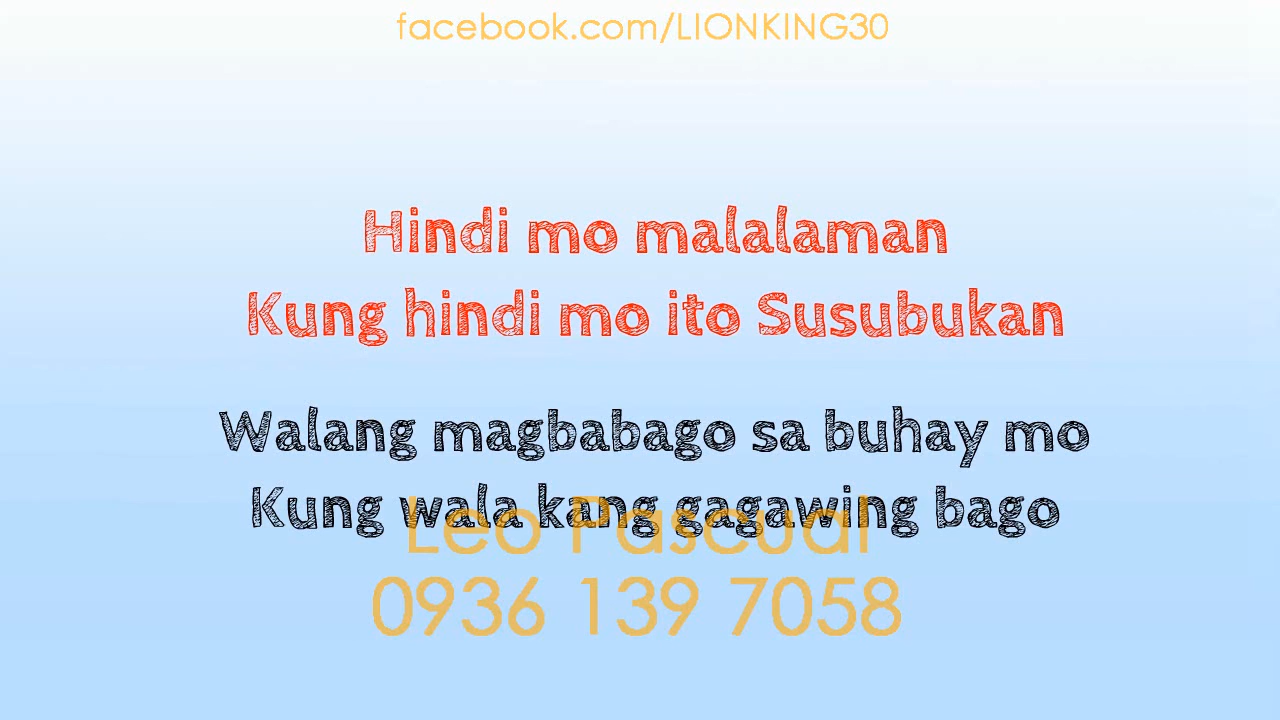 facebook.com/LIONKING30
Hindi mo malalaman
Kung hindi mo ito Susubukan
Walang magbabago sa buhay mo
Kung wala kang gagawing bago
Leo Pascual
0936 139 7058